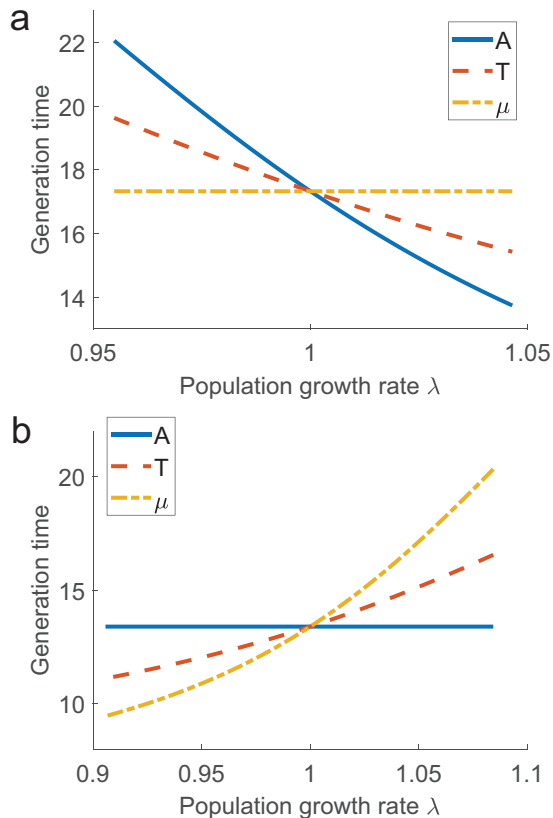 a
22
20
18
16
14
Generation time
A
T
μ
0.95
1
1.05
Population growth rate λ
b
20
15
10
Generation time
A
T
μ
0.9
0.95
1
1.05
1.1
Population growth rate λ